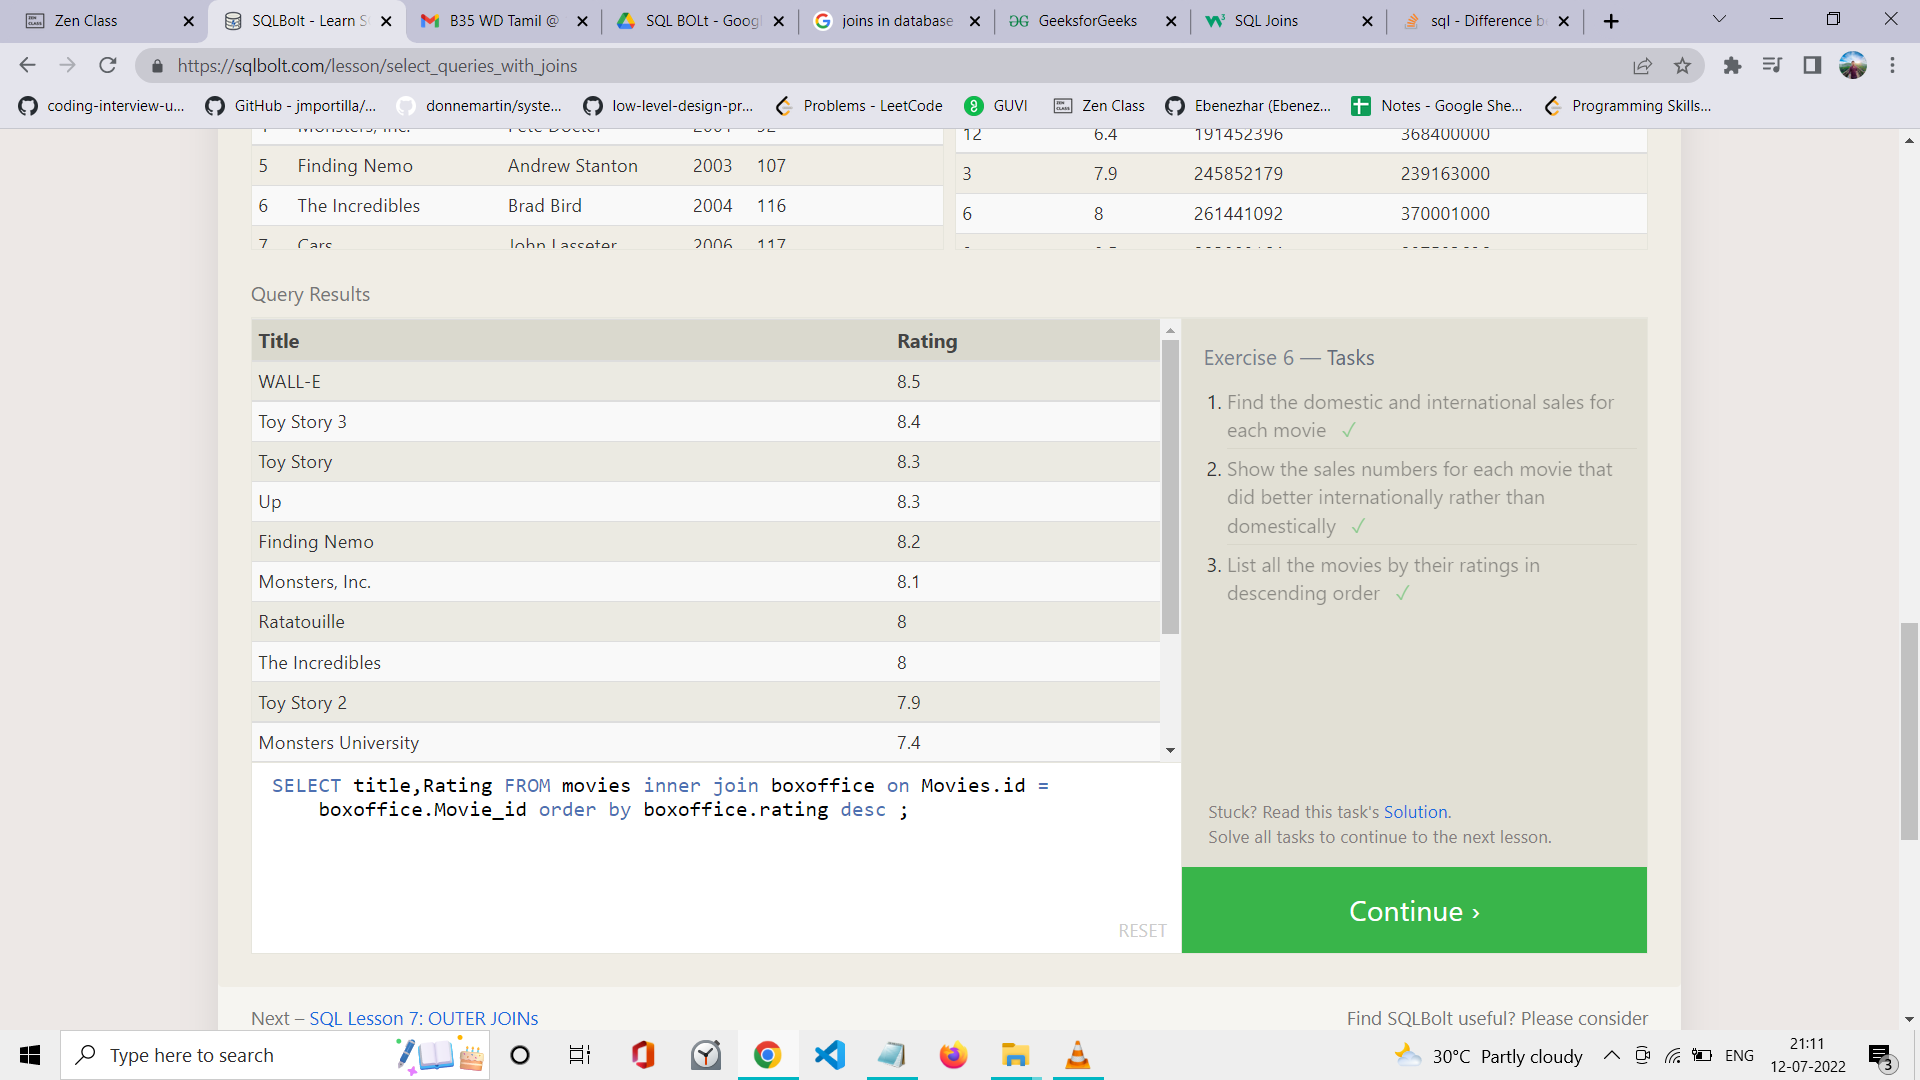 Zen Class
SQLBolt - Learn S
B35 WD Tamil @
SQL BOLt - Goog
joins in database
GeeksforGeeks
SQL Joins
sql - Difference b
https://sqlbolt.com/lesson/select_queries_with_joins
coding-interview-u...
GitHub - jmportilla/...
donnemartin/syste...
low-level-design-pr...
Problems - LeetCode
GUVI
Zen Class
Ebenezhar (Ebenez...
Notes - Google She...
Programming Skills...
12 6.4 191452396 368400000
5 Finding Nemo Andrew Stanton 2003 107
3 7.9 245852179 239163000
6 The Incredibles Brad Bird 2004 116
6 8 261441092 370001000
7 Cars John Lasseter 2006 117
Query Results
Title Rating
WALL-E 8.5
Toy Story 3 8.4
Toy Story 8.3
Up 8.3
Finding Nemo 8.2
Monsters, Inc. 8.1
Ratatouille 8
The Incredibles 8
Toy Story 2 7.9
Monsters University 7.4
SELECT title,Rating FROM movies inner join boxoffice on Movies.id =
boxoffice.Movie_id order by boxoffice.rating desc ;
RESET
Exercise 6 — Tasks
1. Find the domestic and international sales for
each movie ✓
2. Show the sales numbers for each movie that
did better internationally rather than
domestically ✓
3. List all the movies by their ratings in
descending order ✓
Stuck? Read this task's Solution.
Solve all tasks to continue to the next lesson.
Continue ›
Next – SQL Lesson 7: OUTER JOINs
Find SQLBolt useful? Please consider
Type here to search
30°C Partly cloudy
ENG
21:11
12-07-2022
3